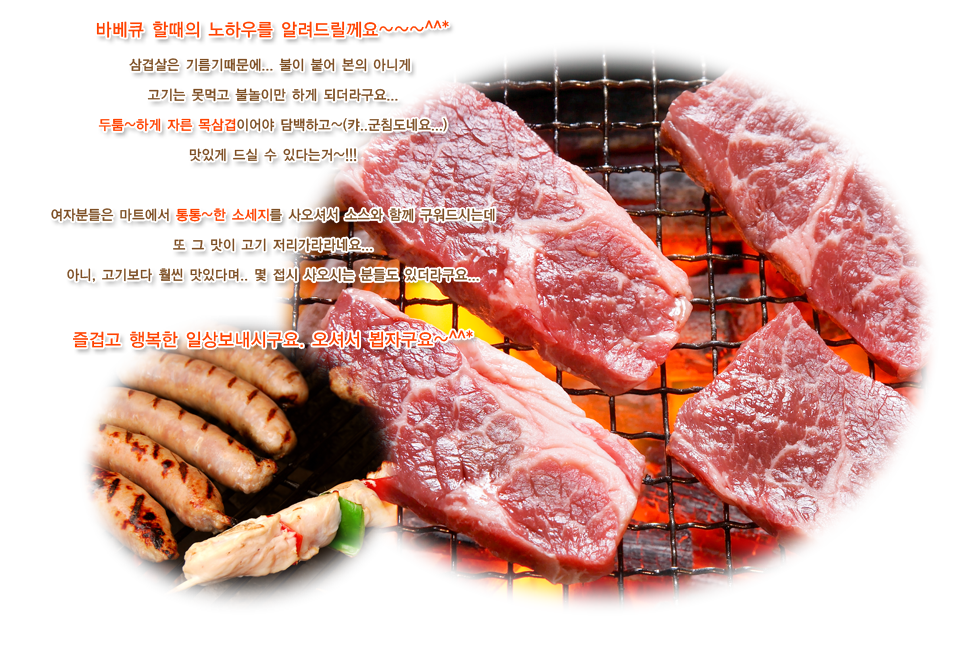 바베큐 할때의 노하우를 알려드릴께요~~~^^*
삼겹살은 기름기때문에... 불이 붙어 본의 아니게
고기는 못먹고 불놀이만 하게 되더라구요...
두툼~하게 자른 목삼겹이어야 담백하고~(캬..군침도네요...)
맛있게 드실 수 있다는거~!!!
여자분들은 마트에서 통통~한 소세지를 사오셔서 소스와 함께 구워드시는데
또 그 맛이 고기 저리가라라네요...
아니, 고기보다 훨씬 맛있다며.. 몇 접시 사오시는 분들도 있더라구요...
즐겁고 행복한 일상보내시구요, 오셔서 뵙자구요~^^*